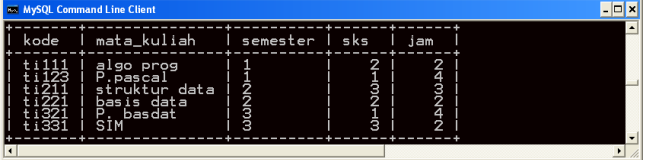 MySQL Command Line Client
+-------+---------------+----------+------+------+
| kode | mata_kuliah | semester | sks | jam |
+-------+---------------+----------+------+------+
| ti111 | algo prog | 1 | 2 | 2 |
| ti123 | P.pascal | 1 | 1 | 4 |
| ti211 | struktur data | 2 | 3 | 3 |
| ti221 | basis data | 2 | 2 | 2 |
| ti321 | P. basdat | 3 | 1 | 4 |
| ti331 | SIM | 3 | 3 | 2 |
+-------+---------------+----------+------+------+